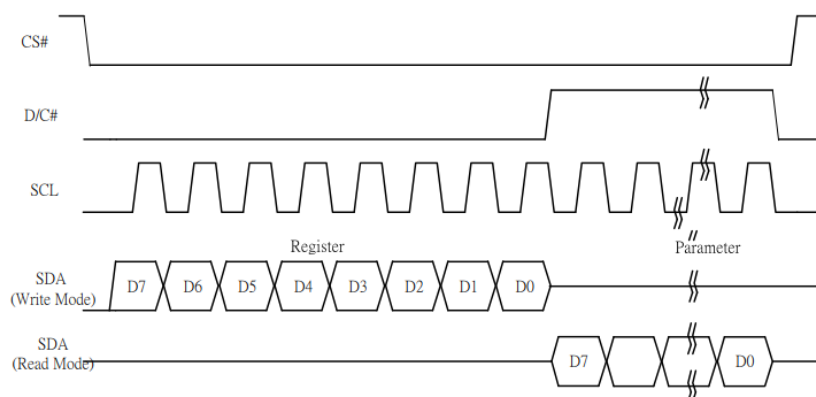 CS#
D/C#
SCL
Register
Parameter
SDA
(Write Mode)
D7 D6 D5 D4 D3 D2 D1 D0
SDA
(Read Mode)
D7 D0